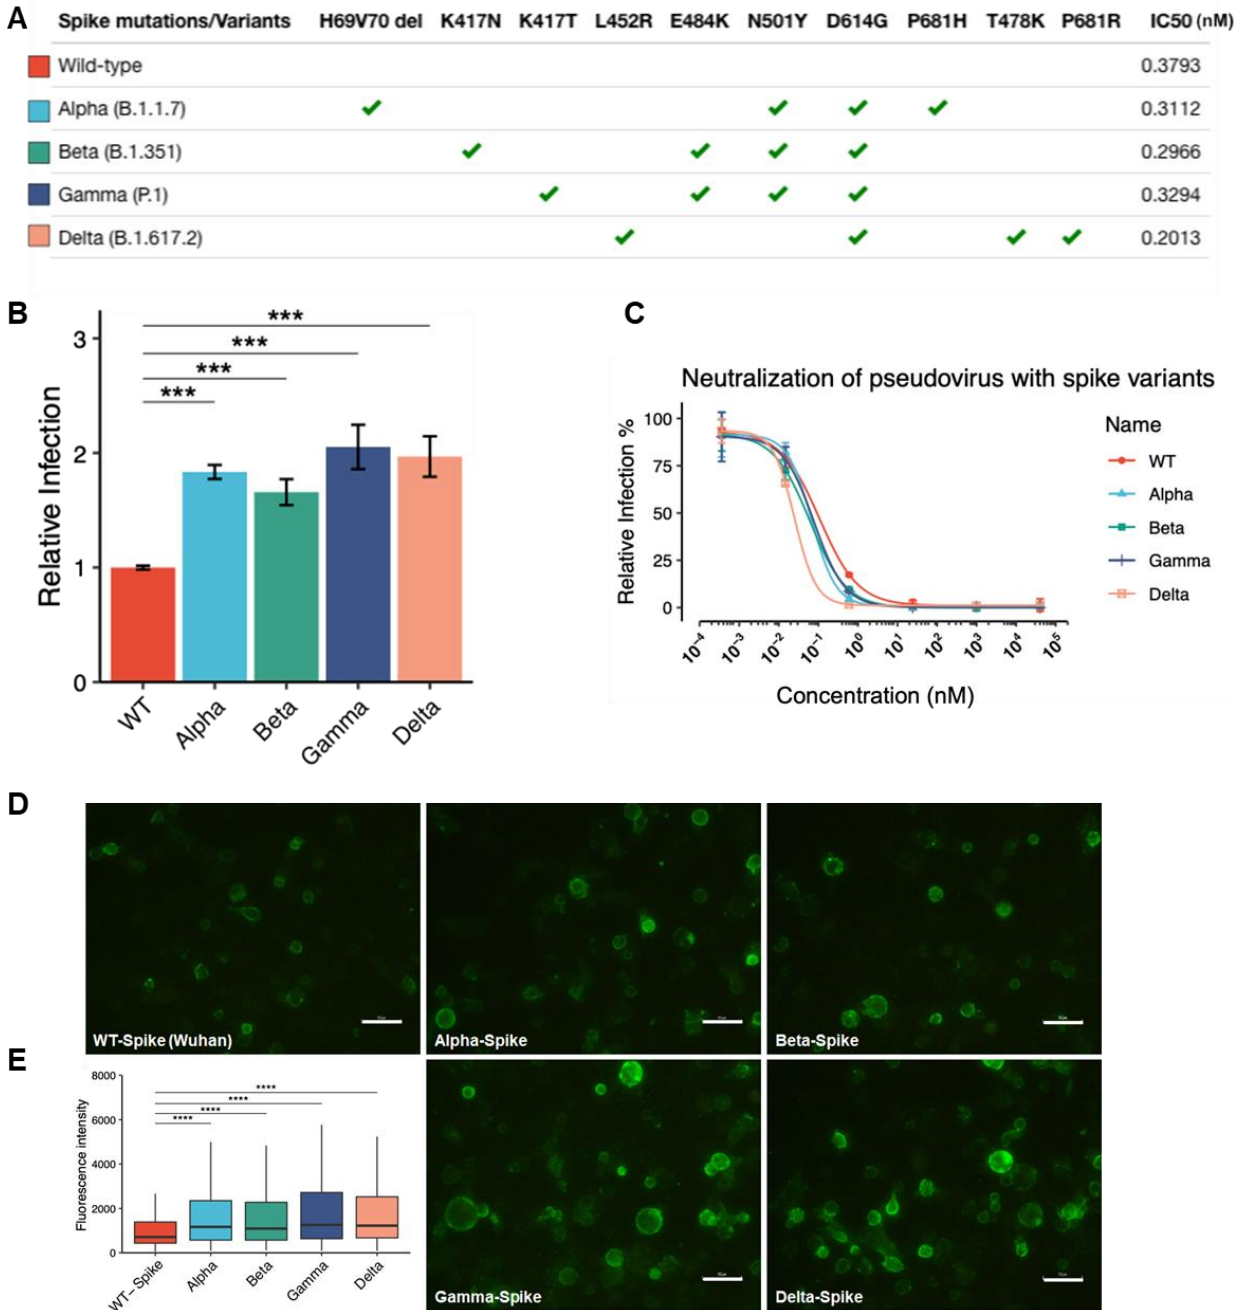 A
Spike mutations/Variants H69V70 del K417N K417T L452R E484K N501Y D614G P681H T478K P681R IC50 (nM)
Wild-type 0.3793
Alpha (B.1.1.7) ✓ ✓ ✓ ✓ 0.3112
Beta (B.1.351) ✓ ✓ ✓ ✓ 0.2966
Gamma (P.1) ✓ ✓ ✓ ✓ 0.3294
Delta (B.1.617.2) ✓ ✓ ✓ ✓ 0.2013
B
Relative Infection
3
2
1
0
***
***
***
***
WT Alpha Beta Gamma Delta
C
Neutralization of pseudovirus with spike variants
Relative Infection %
100
75
50
25
0
10⁻⁴ 10⁻³ 10⁻² 10⁻¹ 10⁰ 10¹ 10² 10³ 10⁴ 10⁵
Concentration (nM)
Name
WT
Alpha
Beta
Gamma
Delta
D
WT-Spike (Wuhan)
Alpha-Spike
Beta-Spike
Gamma-Spike
Delta-Spike
E
Fluorescence intensity
8000
6000
4000
2000
0
****
****
****
****
WT–Spike Alpha Beta Gamma Delta